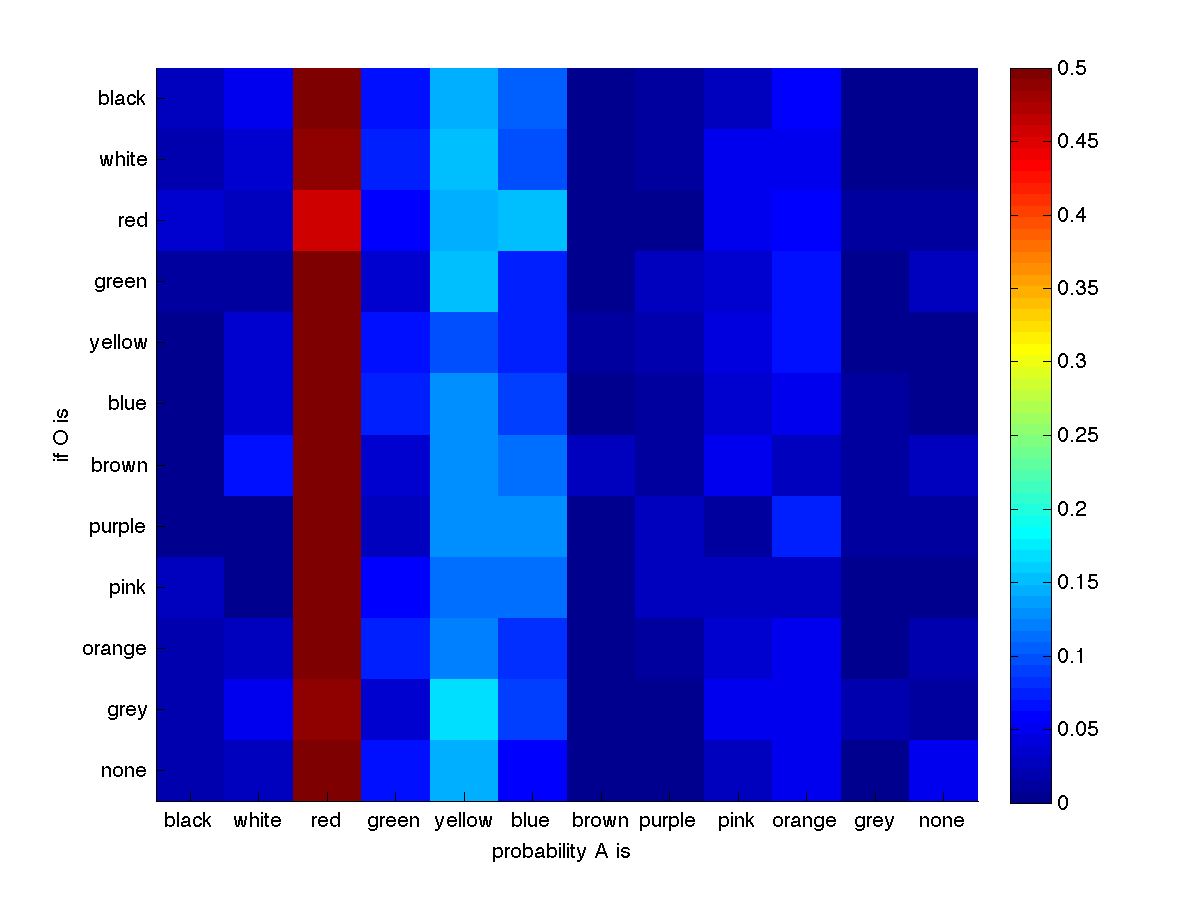 black
white
red
green
yellow
blue
brown
purple
pink
orange
grey
none
if O is
black white red green yellow blue brown purple pink orange grey none
probability A is
0.5
0.45
0.4
0.35
0.3
0.25
0.2
0.15
0.1
0.05
0